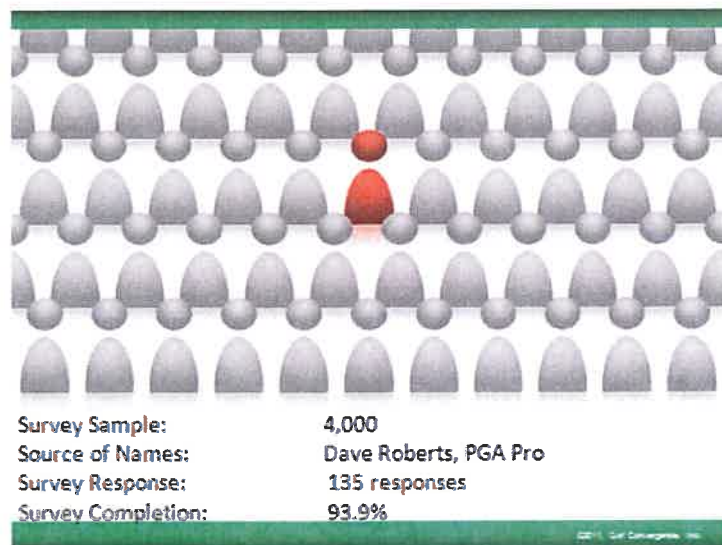 Survey Sample: 4,000
Source of Names: Dave Roberts, PGA Pro
Survey Response: 135 responses
Survey Completion: 93.9%